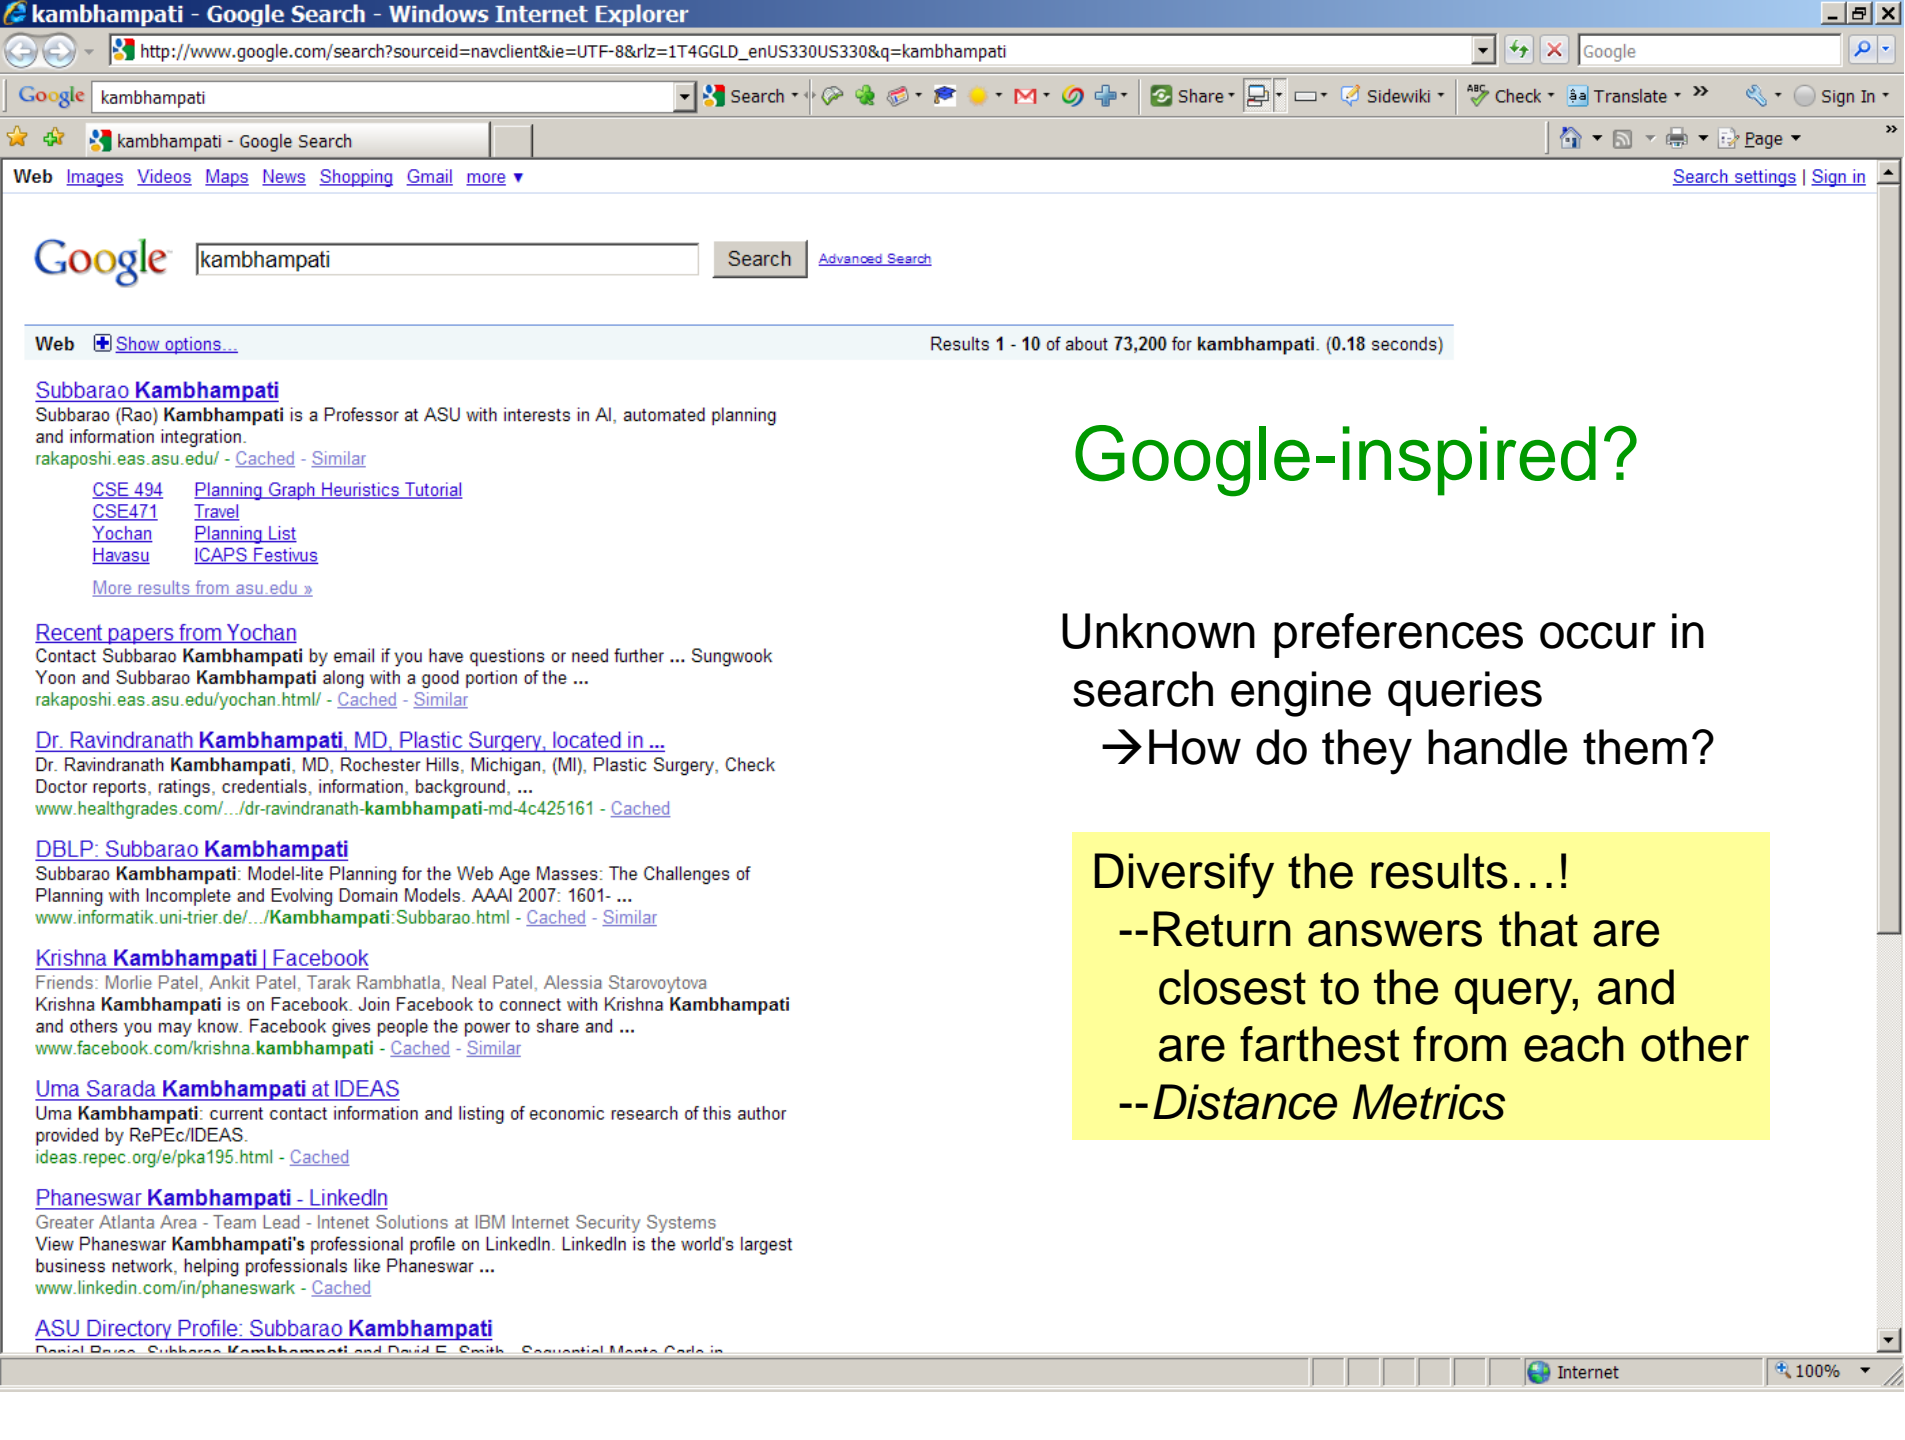 kambhampati - Google Search - Windows Internet Explorer
http://www.google.com/search?sourceid=navclient&ie=UTF-8&rlz=1T4GGLD_enUS330US330&q=kambhampati
Google
Google kambhampati Search Share Sidewiki Check Translate » Sign In
kambhampati - Google Search
Page »
Web Images Videos Maps News Shopping Gmail more ▼
Search settings | Sign in
Google kambhampati Search Advanced Search
Web Show options...
Results 1 - 10 of about 73,200 for kambhampati. (0.18 seconds)
Subbarao Kambhampati
Subbarao (Rao) Kambhampati is a Professor at ASU with interests in AI, automated planning
and information integration.
rakaposhi.eas.asu.edu/ - Cached - Similar
CSE 494 Planning Graph Heuristics Tutorial
CSE471 Travel
Yochan Planning List
Havasu ICAPS Festivus
More results from asu.edu »
Recent papers from Yochan
Contact Subbarao Kambhampati by email if you have questions or need further ... Sungwook
Yoon and Subbarao Kambhampati along with a good portion of the ...
rakaposhi.eas.asu.edu/yochan.html/ - Cached - Similar
Dr. Ravindranath Kambhampati, MD, Plastic Surgery, located in ...
Dr. Ravindranath Kambhampati, MD, Rochester Hills, Michigan, (MI), Plastic Surgery, Check
Doctor reports, ratings, credentials, information, background, ...
www.healthgrades.com/.../dr-ravindranath-kambhampati-md-4c425161 - Cached
DBLP: Subbarao Kambhampati
Subbarao Kambhampati: Model-lite Planning for the Web Age Masses: The Challenges of
Planning with Incomplete and Evolving Domain Models. AAAI 2007: 1601- ...
www.informatik.uni-trier.de/.../Kambhampati:Subbarao.html - Cached - Similar
Krishna Kambhampati | Facebook
Friends: Morlie Patel, Ankit Patel, Tarak Rambhatla, Neal Patel, Alessia Starovoytova
Krishna Kambhampati is on Facebook. Join Facebook to connect with Krishna Kambhampati
and others you may know. Facebook gives people the power to share and ...
www.facebook.com/krishna.kambhampati - Cached - Similar
Uma Sarada Kambhampati at IDEAS
Uma Kambhampati: current contact information and listing of economic research of this author
provided by RePEc/IDEAS.
ideas.repec.org/e/pka195.html - Cached
Phaneswar Kambhampati - LinkedIn
Greater Atlanta Area - Team Lead - Intenet Solutions at IBM Internet Security Systems
View Phaneswar Kambhampati's professional profile on LinkedIn. LinkedIn is the world's largest
business network, helping professionals like Phaneswar ...
www.linkedin.com/in/phaneswark - Cached
ASU Directory Profile: Subbarao Kambhampati
Daniel Bryce, Subbarao Kambhampati and David E. Smith. Sequential Monte Carlo in
Google-inspired?
Unknown preferences occur in
search engine queries
→How do they handle them?
Diversify the results…!
--Return answers that are
closest to the query, and
are farthest from each other
--Distance Metrics
Internet 100%